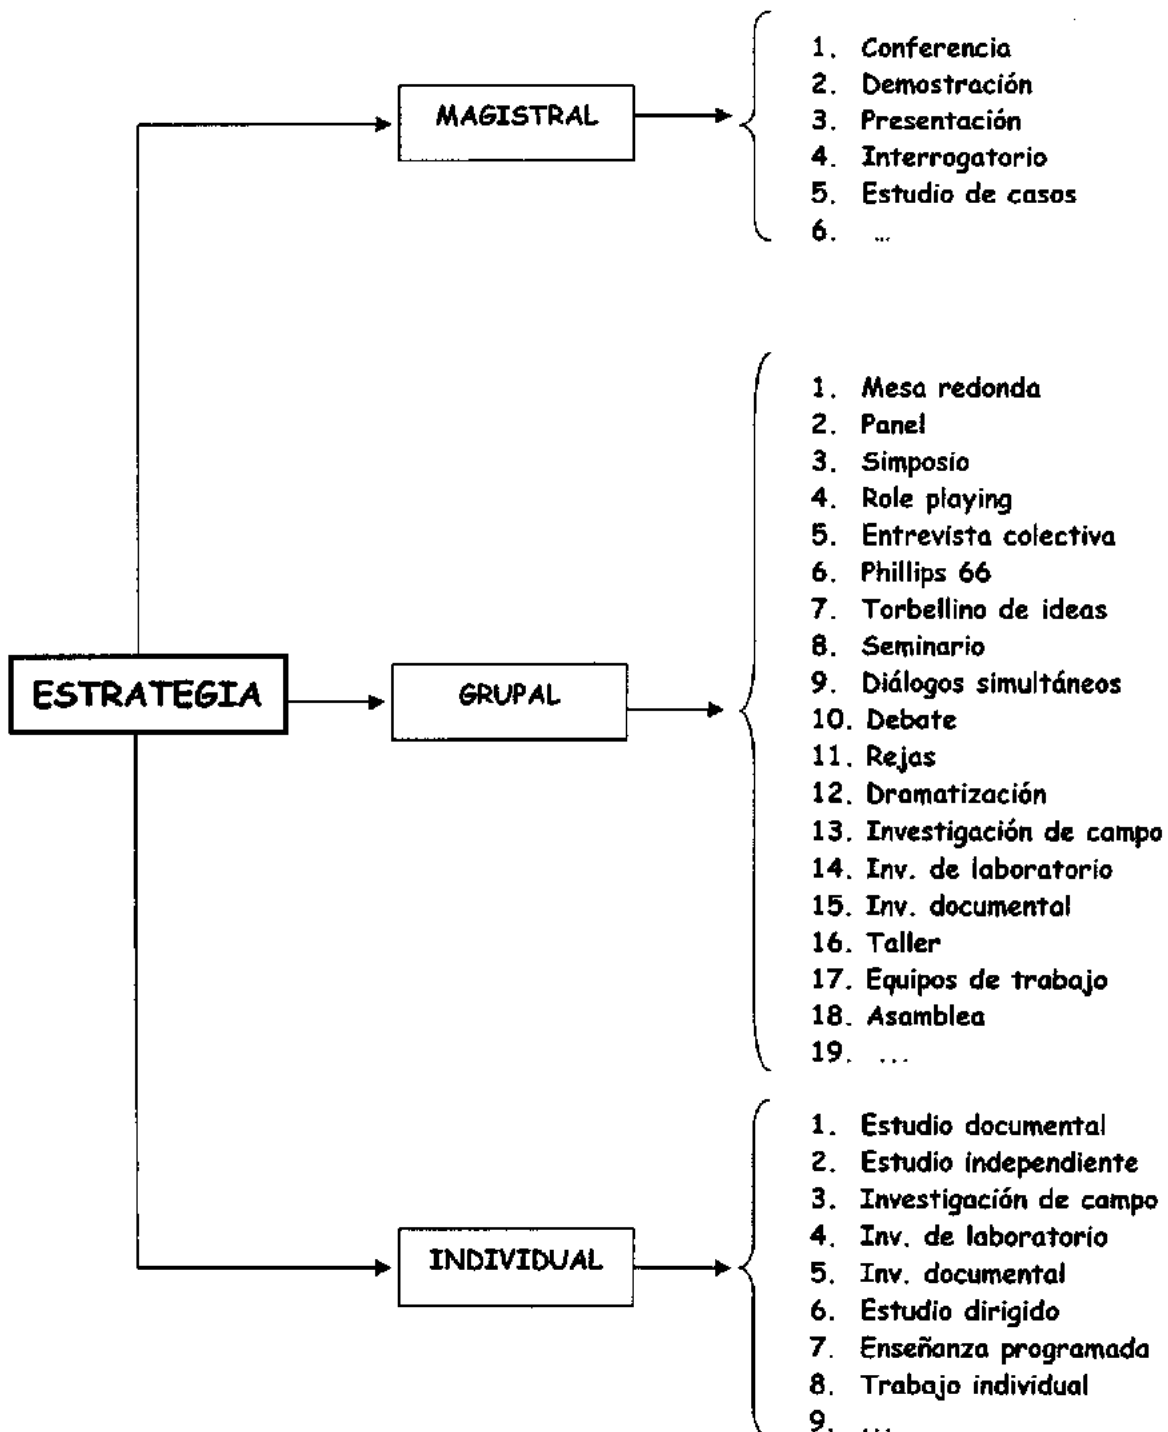 MAGISTRAL
1. Conferencia
2. Demostración
3. Presentación
4. Interrogatorio
5. Estudio de casos
6. ...
ESTRATEGIA
GRUPAL
1. Mesa redonda
2. Panel
3. Simposio
4. Role playing
5. Entrevista colectiva
6. Phillips 66
7. Torbellino de ideas
8. Seminario
9. Diálogos simultáneos
10. Debate
11. Rejas
12. Dramatización
13. Investigación de campo
14. Inv. de laboratorio
15. Inv. documental
16. Taller
17. Equipos de trabajo
18. Asamblea
19. ...
INDIVIDUAL
1. Estudio documental
2. Estudio independiente
3. Investigación de campo
4. Inv. de laboratorio
5. Inv. documental
6. Estudio dirigido
7. Enseñanza programada
8. Trabajo individual
9. ...